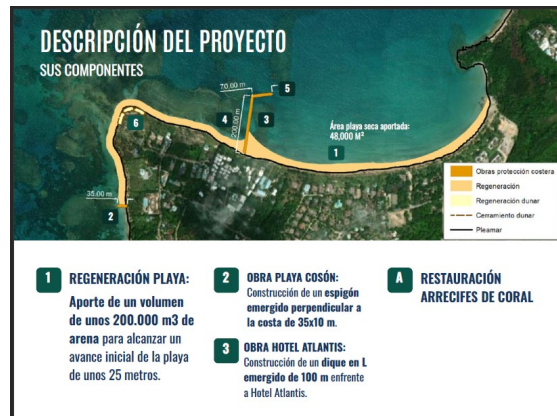 DESCRIPCIÓN DEL PROYECTO
SUS COMPONENTES
70,00 m
5
200,00 m
4
3
6
Área playa seca aportada:
48,000 M²
1
35,00 m
2
Obras protección costera
Regeneración
Regeneración dunar
Cerramiento dunar
Pleamar
1
REGENERACIÓN PLAYA:
Aporte de un volumen
de unos 200.000 m3 de
arena para alcanzar un
avance inicial de la playa
de unos 25 metros.
2
OBRA PLAYA COSÓN:
Construcción de un espigón
emergido perpendicular a
la costa de 35x10 m.
3
OBRA HOTEL ATLANTIS:
Construcción de un dique en L
emergido de 100 m enfrente
a Hotel Atlantis.
A
RESTAURACIÓN
ARRECIFES DE CORAL